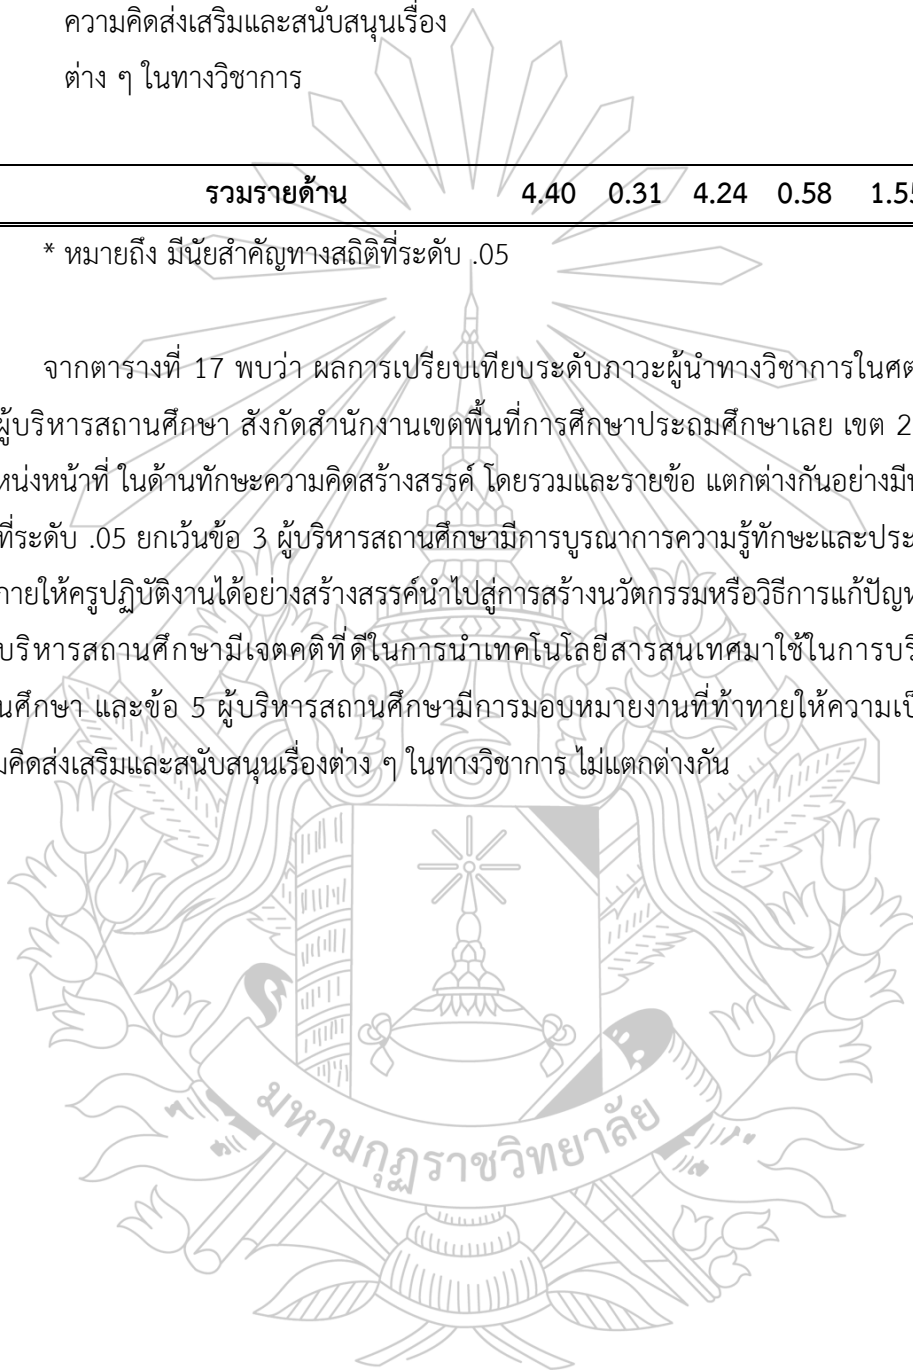 ความคิดส่งเสริมและสนับสนุนเรื่อง
ต่าง ๆ ในทางวิชาการ
รวมรายด้าน 4.40 0.31 4.24 0.58 1.55
* หมายถึง มีนัยสำคัญทางสถิติที่ระดับ .05
จากตารางที่ 17 พบว่า ผลการเปรียบเทียบระดับภาวะผู้นำทางวิชาการในศต
ผู้บริหารสถานศึกษา สังกัดสำนักงานเขตพื้นที่การศึกษาประถมศึกษาเลย เขต 2
หน่งหน้าที่ ในด้านทักษะความคิดสร้างสรรค์ โดยรวมและรายข้อ แตกต่างกันอย่างมี
ที่ระดับ .05 ยกเว้นข้อ 3 ผู้บริหารสถานศึกษามีการบูรณาการความรู้ทักษะและประ
กายให้ครูปฏิบัติงานได้อย่างสร้างสรรค์นำไปสู่การสร้างนวัตกรรมหรือวิธีการแก้ปัญห
บริหารสถานศึกษามีเจตคติที่ดีในการนำเทคโนโลยีสารสนเทศมาใช้ในการบริ
นศึกษา และข้อ 5 ผู้บริหารสถานศึกษามีการมอบหมายงานที่ท้าทายให้ความเป็
มคิดส่งเสริมและสนับสนุนเรื่องต่าง ๆ ในทางวิชาการ ไม่แตกต่างกัน
มหามกุฏราชวิทยาลัย